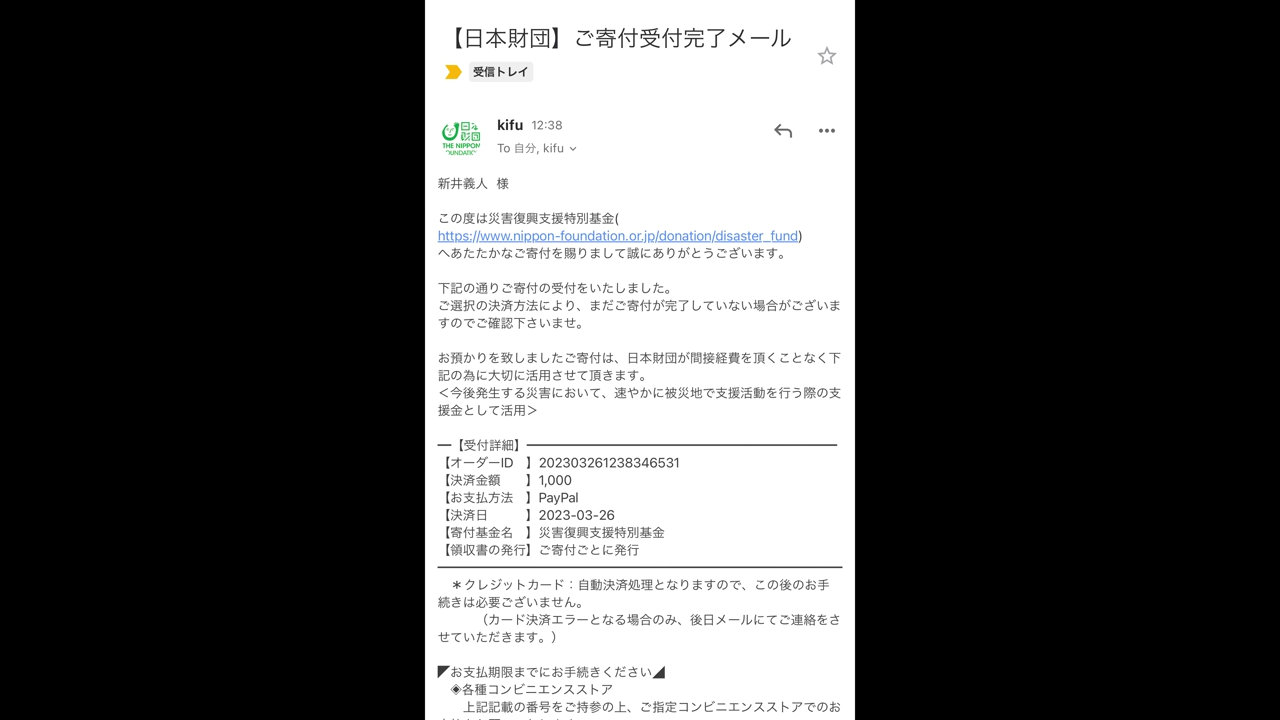 【日本財団】ご寄付受付完了メール
受信トレイ
kifu 12:38
To 自分, kifu
日本
財団
THE NIPPON
FOUNDATION
新井義人 様
この度は災害復興支援特別基金(
https://www.nippon-foundation.or.jp/donation/disaster_fund)
へあたたかなご寄付を賜りまして誠にありがとうございます。
下記の通りご寄付の受付をいたしました。
ご選択の決済方法により、まだご寄付が完了していない場合がございま
すのでご確認下さいませ。
お預かりを致しましたご寄付は、日本財団が間接経費を頂くことなく下
記の為に大切に活用させて頂きます。
＜今後発生する災害において、速やかに被災地で支援活動を行う際の支
援金として活用＞
━【受付詳細】━━━━━━━━━━━━━━━━━━━━━━━━━
【オーダーID　】202303261238346531
【決済金額　　】1,000
【お支払方法　】PayPal
【決済日　　　】2023-03-26
【寄付基金名　】災害復興支援特別基金
【領収書の発行】ご寄付ごとに発行
＊クレジットカード：自動決済処理となりますので、この後のお手
続きは必要ございません。
（カード決済エラーとなる場合のみ、後日メールにてご連絡をさ
せていただきます。）
◤お支払期限までにお手続きください◢
◈各種コンビニエンスストア
上記記載の番号をご持参の上、ご指定コンビニエンスストアでのお